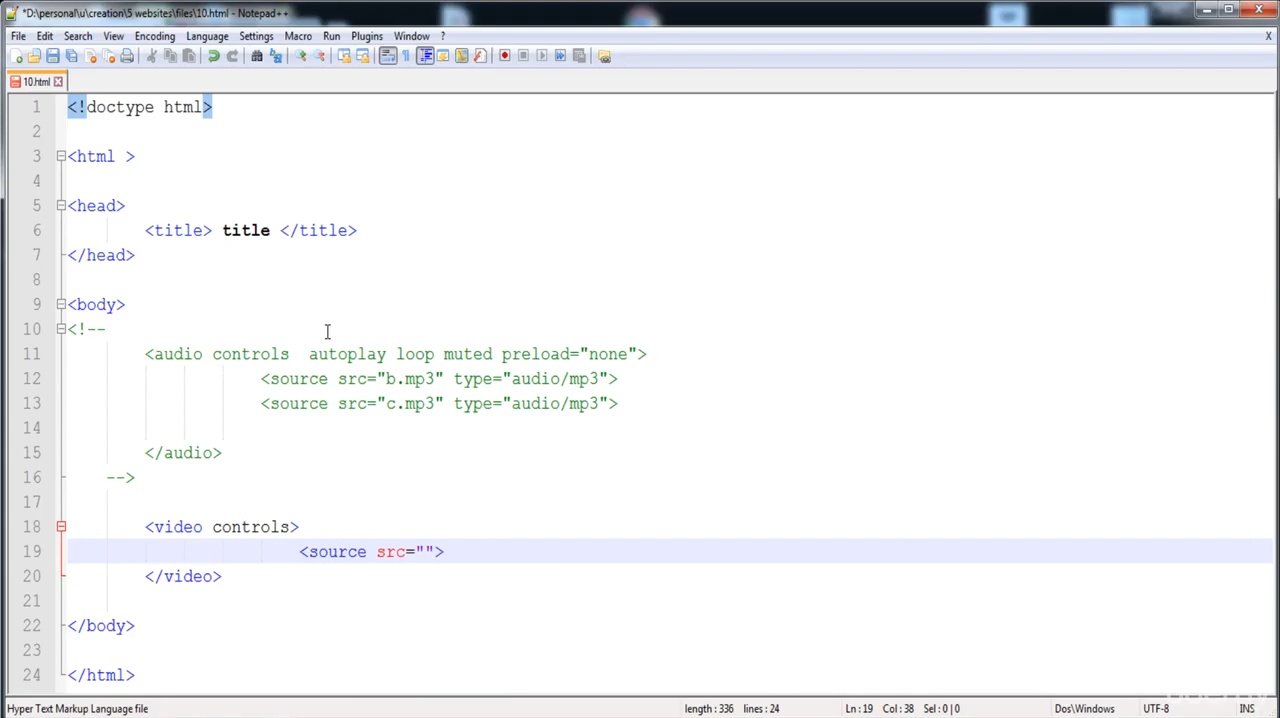 *D:\personal\u\creation\5 websites\files\10.html - Notepad++
File Edit Search View Encoding Language Settings Macro Run Plugins Window ? X
10.html
1 <!doctype html>
2
3 <html >
4
5 <head>
6 <title> title </title>
7 </head>
8
9 <body>
10 <!--
11 <audio controls  autoplay loop muted preload="none">
12 <source src="b.mp3" type="audio/mp3">
13 <source src="c.mp3" type="audio/mp3">
14
15 </audio>
16 -->
17
18 <video controls>
19 <source src="">
20 </video>
21
22 </body>
23
24 </html>
Hyper Text Markup Language file length : 336 lines : 24 Ln : 19 Col : 38 Sel : 0 | 0 Dos\Windows UTF-8 INS